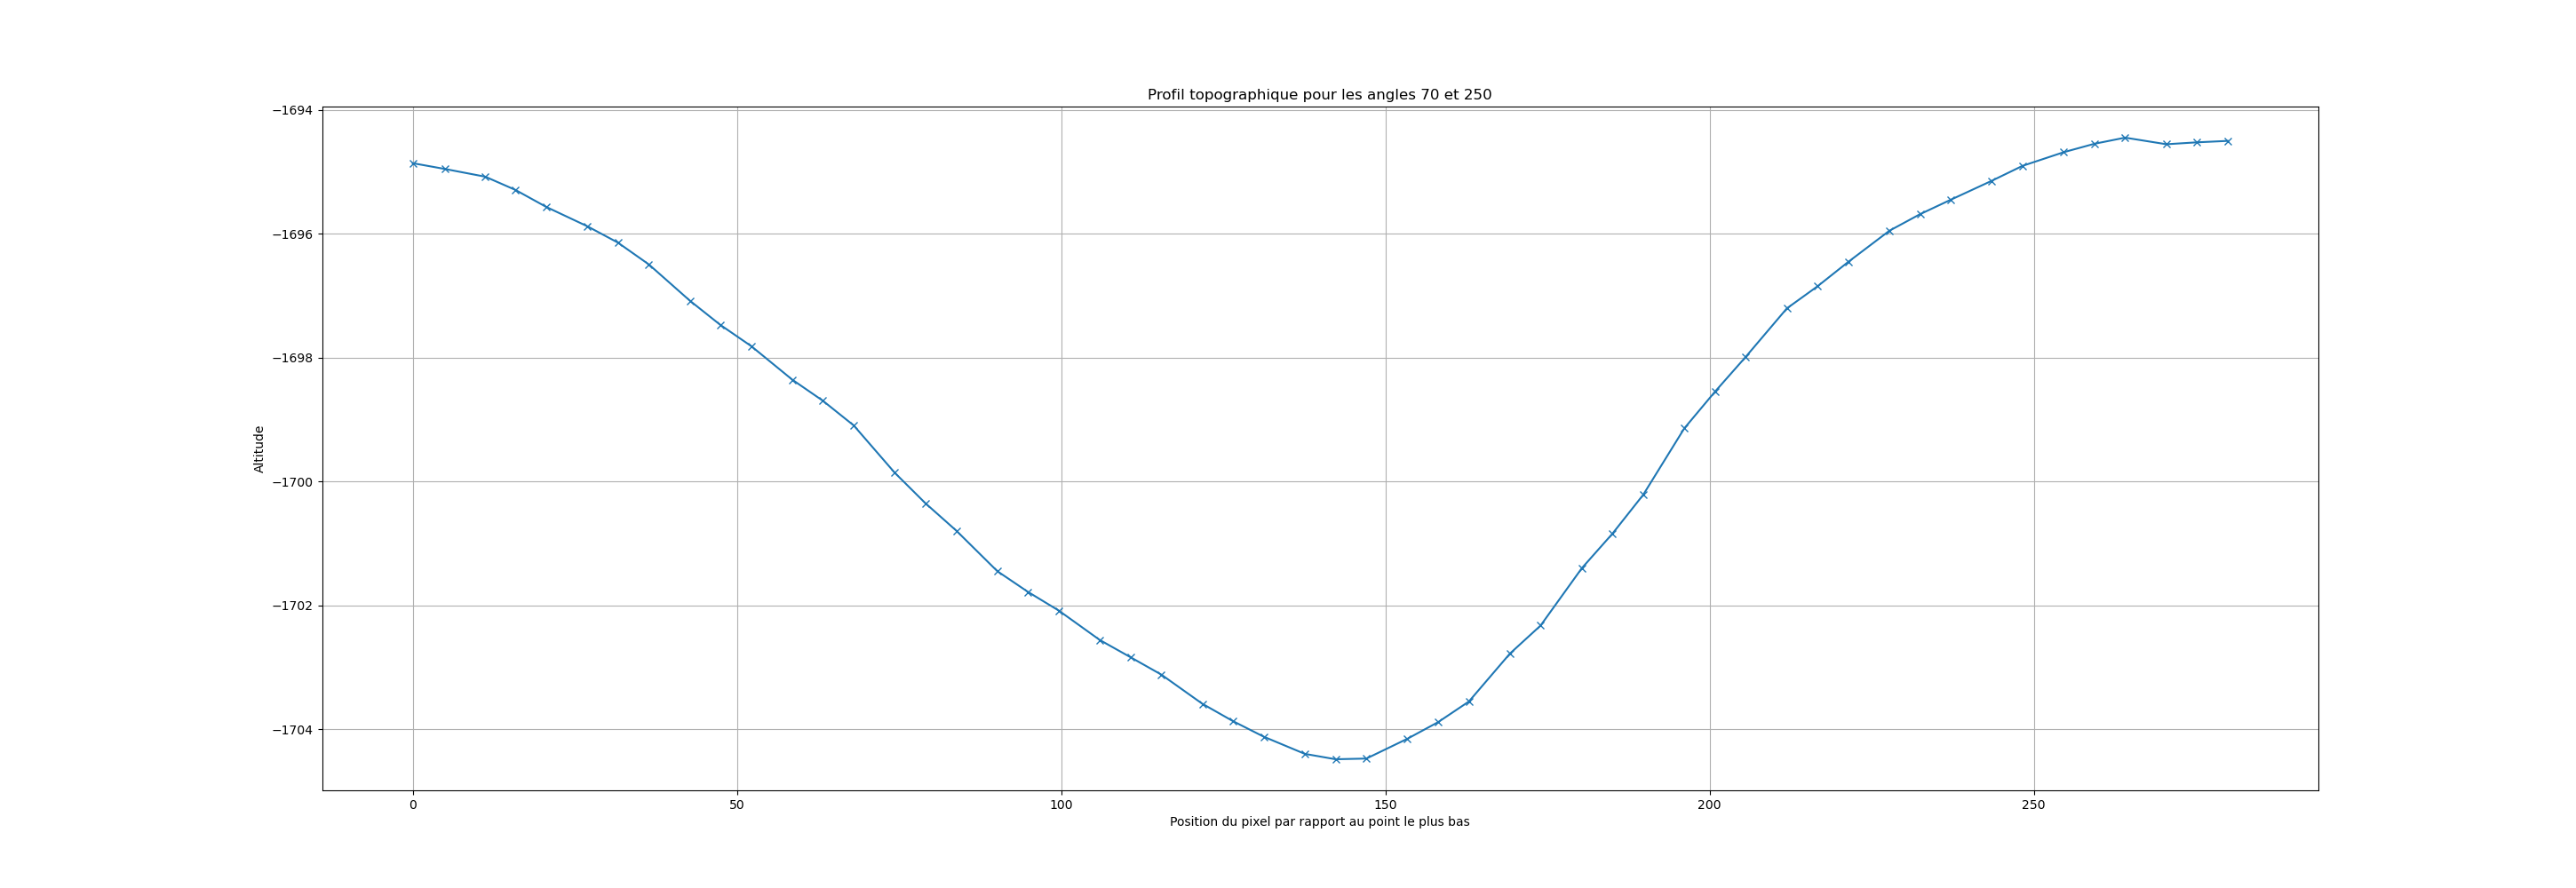 Profil topographique pour les angles 70 et 250
−1694
−1696
−1698
−1700
−1702
−1704
Altitude
0 50 100 150 200 250
Position du pixel par rapport au point le plus bas